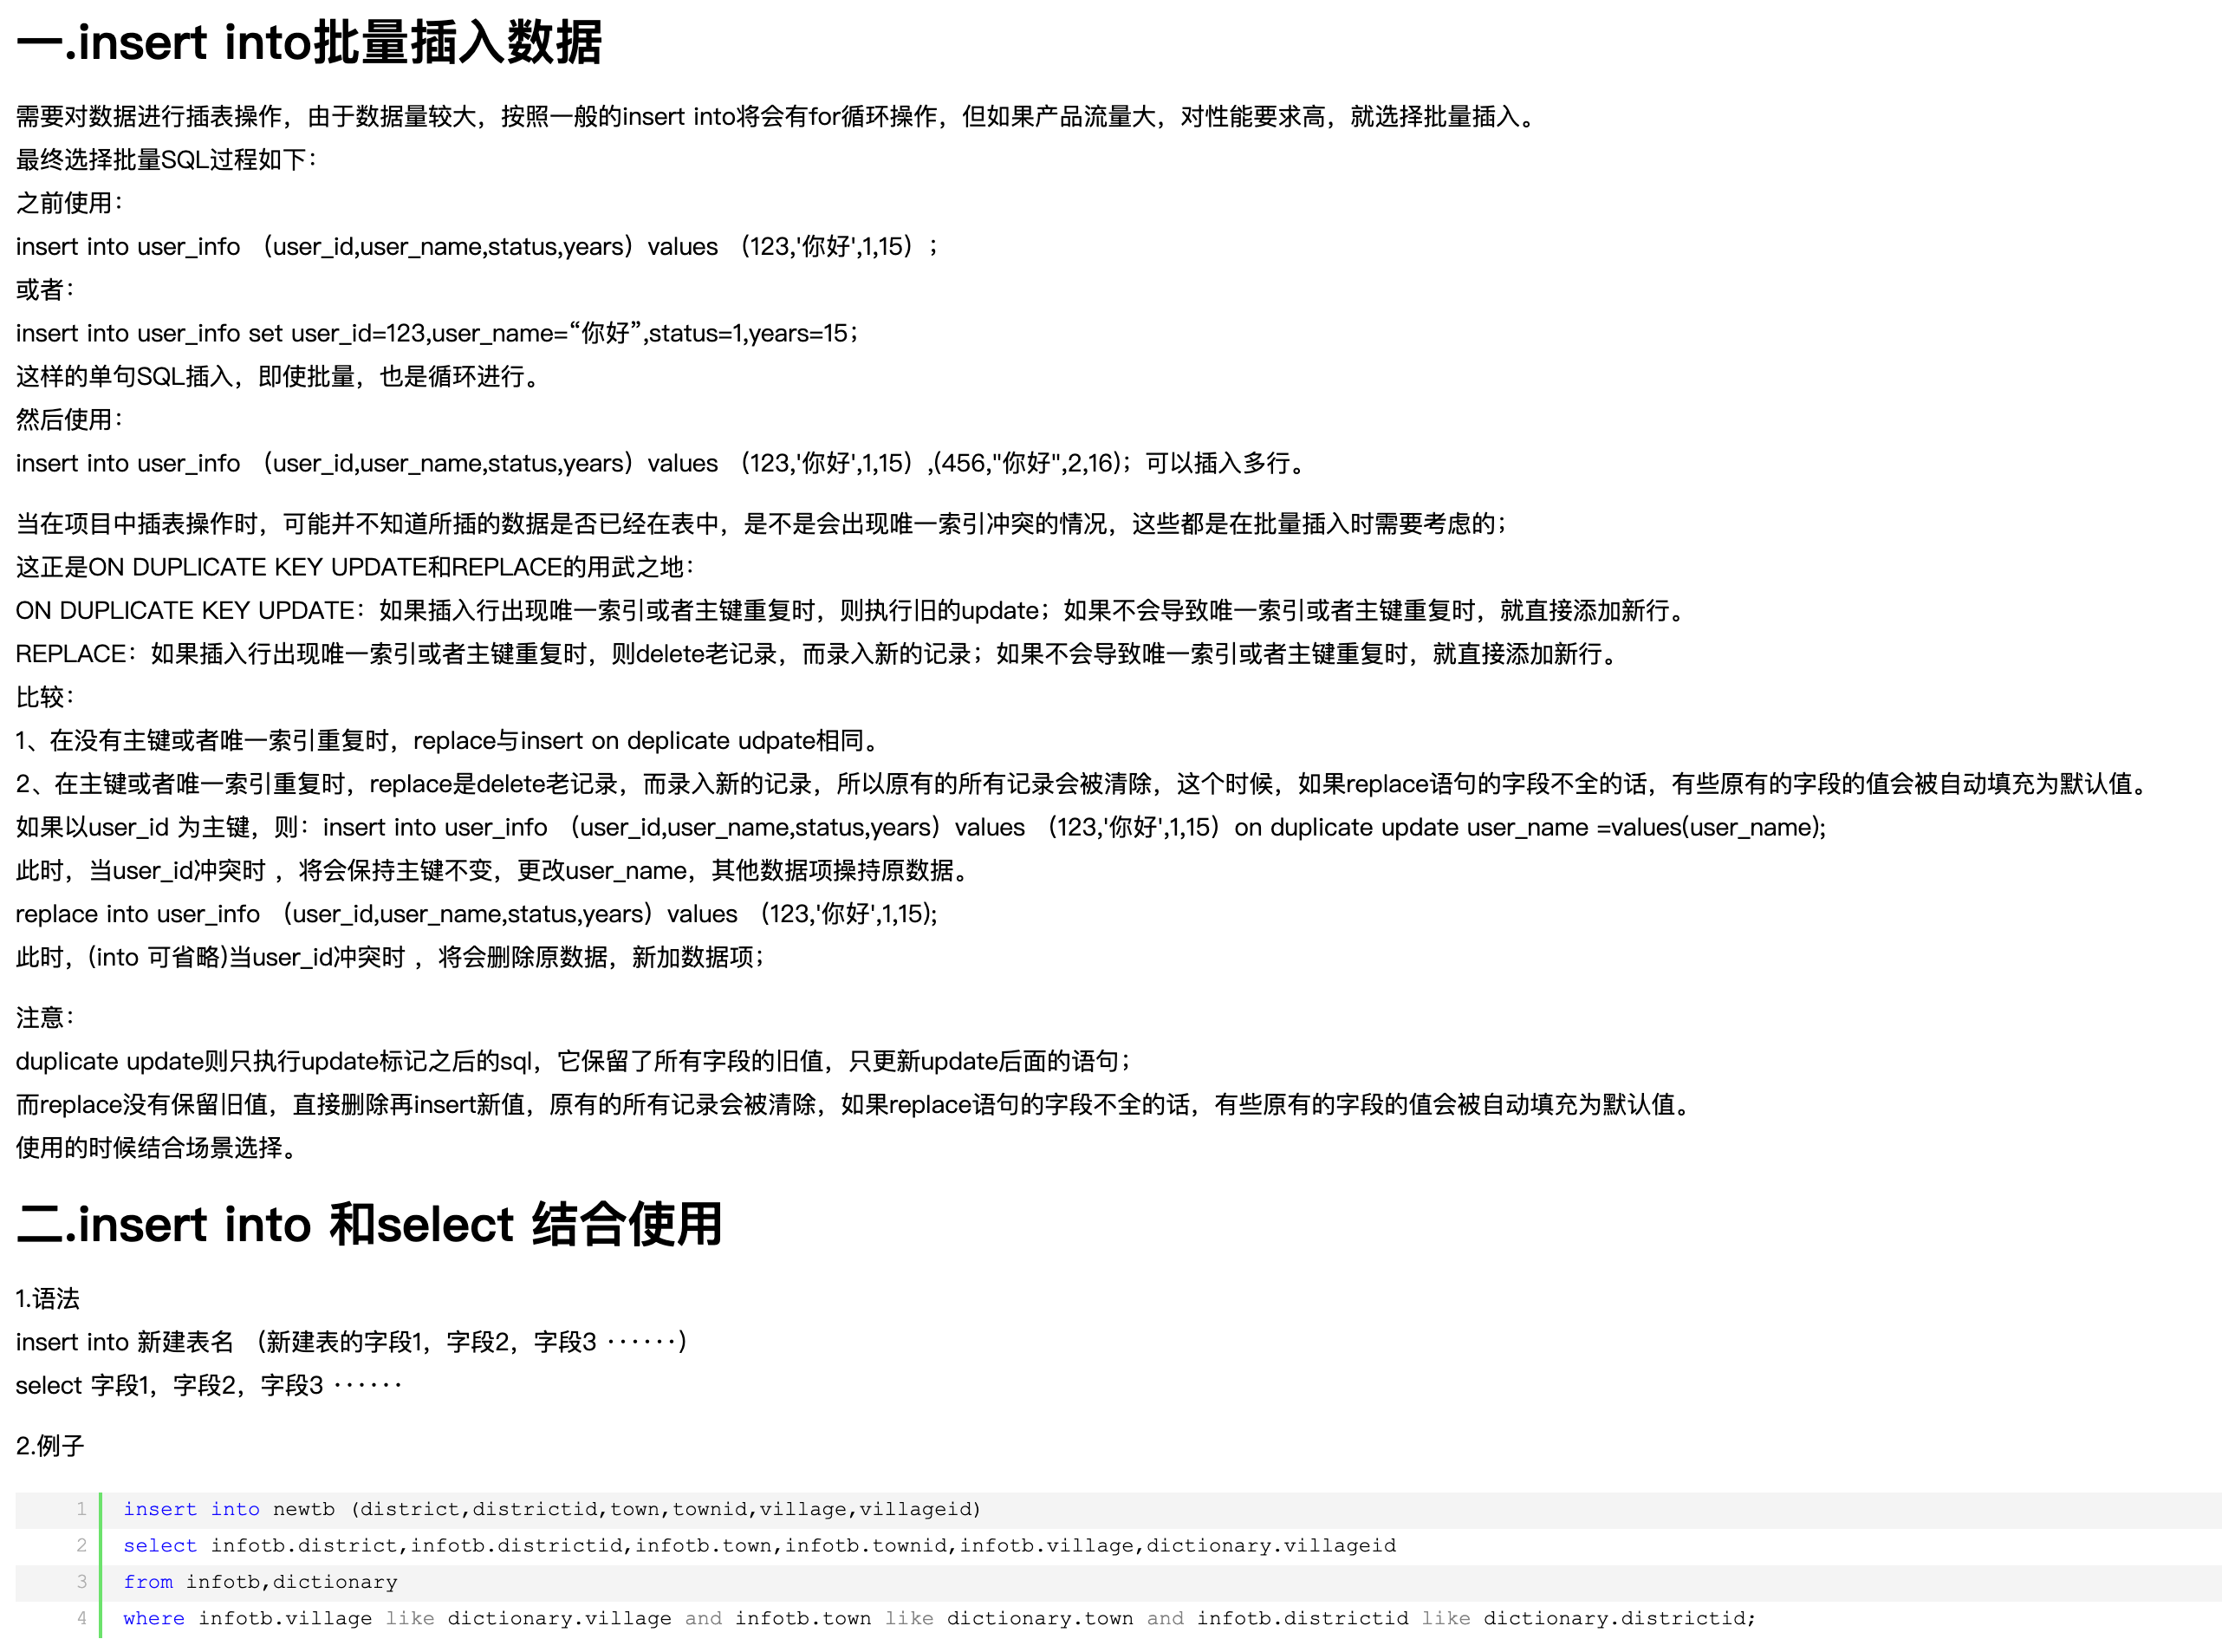 一.insert into批量插入数据
需要对数据进行插表操作，由于数据量较大，按照一般的insert into将会有for循环操作，但如果产品流量大，对性能要求高，就选择批量插入。
最终选择批量SQL过程如下：
之前使用：
insert into user_info （user_id,user_name,status,years）values （123,'你好',1,15）；
或者：
insert into user_info set user_id=123,user_name=“你好”,status=1,years=15；
这样的单句SQL插入，即使批量，也是循环进行。
然后使用：
insert into user_info （user_id,user_name,status,years）values （123,'你好',1,15）,(456,"你好",2,16)；可以插入多行。
当在项目中插表操作时，可能并不知道所插的数据是否已经在表中，是不是会出现唯一索引冲突的情况，这些都是在批量插入时需要考虑的；
这正是ON DUPLICATE KEY UPDATE和REPLACE的用武之地：
ON DUPLICATE KEY UPDATE：如果插入行出现唯一索引或者主键重复时，则执行旧的update；如果不会导致唯一索引或者主键重复时，就直接添加新行。
REPLACE：如果插入行出现唯一索引或者主键重复时，则delete老记录，而录入新的记录；如果不会导致唯一索引或者主键重复时，就直接添加新行。
比较：
1、在没有主键或者唯一索引重复时，replace与insert on deplicate udpate相同。
2、在主键或者唯一索引重复时，replace是delete老记录，而录入新的记录，所以原有的所有记录会被清除，这个时候，如果replace语句的字段不全的话，有些原有的字段的值会被自动填充为默认值。
如果以user_id 为主键，则：insert into user_info （user_id,user_name,status,years）values （123,'你好',1,15）on duplicate update user_name =values(user_name);
此时，当user_id冲突时 ，将会保持主键不变，更改user_name，其他数据项操持原数据。
replace into user_info （user_id,user_name,status,years）values （123,'你好',1,15);
此时，(into 可省略)当user_id冲突时 ，将会删除原数据，新加数据项；
注意：
duplicate update则只执行update标记之后的sql，它保留了所有字段的旧值，只更新update后面的语句；
而replace没有保留旧值，直接删除再insert新值，原有的所有记录会被清除，如果replace语句的字段不全的话，有些原有的字段的值会被自动填充为默认值。
使用的时候结合场景选择。
二.insert into 和select 结合使用
1.语法
insert into 新建表名 （新建表的字段1，字段2，字段3 ······）
select 字段1，字段2，字段3 ······
2.例子
1 insert into newtb (district,districtid,town,townid,village,villageid)
2 select infotb.district,infotb.districtid,infotb.town,infotb.townid,infotb.village,dictionary.villageid
3 from infotb,dictionary
4 where infotb.village like dictionary.village and infotb.town like dictionary.town and infotb.districtid like dictionary.districtid;